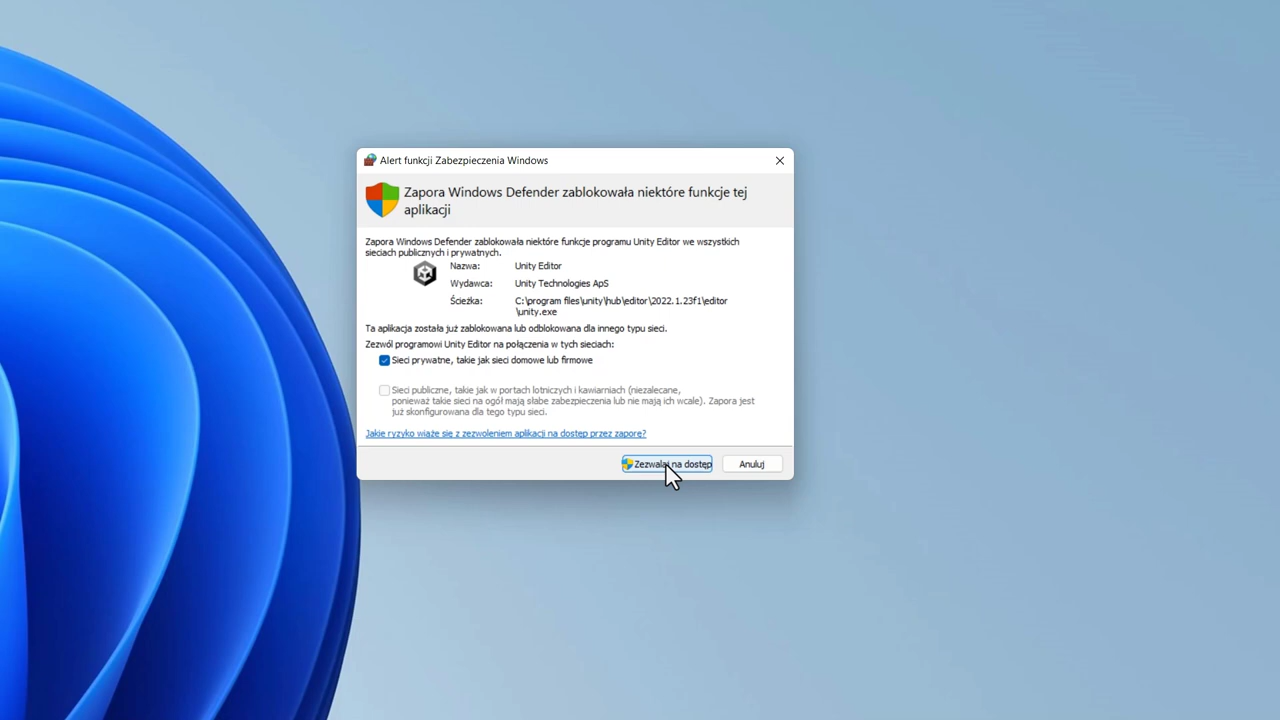 Alert funkcji Zabezpieczenia Windows
Zapora Windows Defender zablokowała niektóre funkcje tej
aplikacji
Zapora Windows Defender zablokowała niektóre funkcje programu Unity Editor we wszystkich
sieciach publicznych i prywatnych.
Nazwa: Unity Editor
Wydawca: Unity Technologies ApS
Ścieżka: C:\program files\unity\hub\editor\2022.1.23f1\editor
\unity.exe
Ta aplikacja została już zablokowana lub odblokowana dla innego typu sieci.
Zezwól programowi Unity Editor na połączenia w tych sieciach:
Sieci prywatne, takie jak sieci domowe lub firmowe
Sieci publiczne, takie jak w portach lotniczych i kawiarniach (niezalecane,
ponieważ takie sieci na ogół mają słabe zabezpieczenia lub nie mają ich wcale). Zapora jest
już skonfigurowana dla tego typu sieci.
Jakie ryzyko wiąże się z zezwoleniem aplikacji na dostęp przez zaporę?
Zezwalaj na dostęp Anuluj